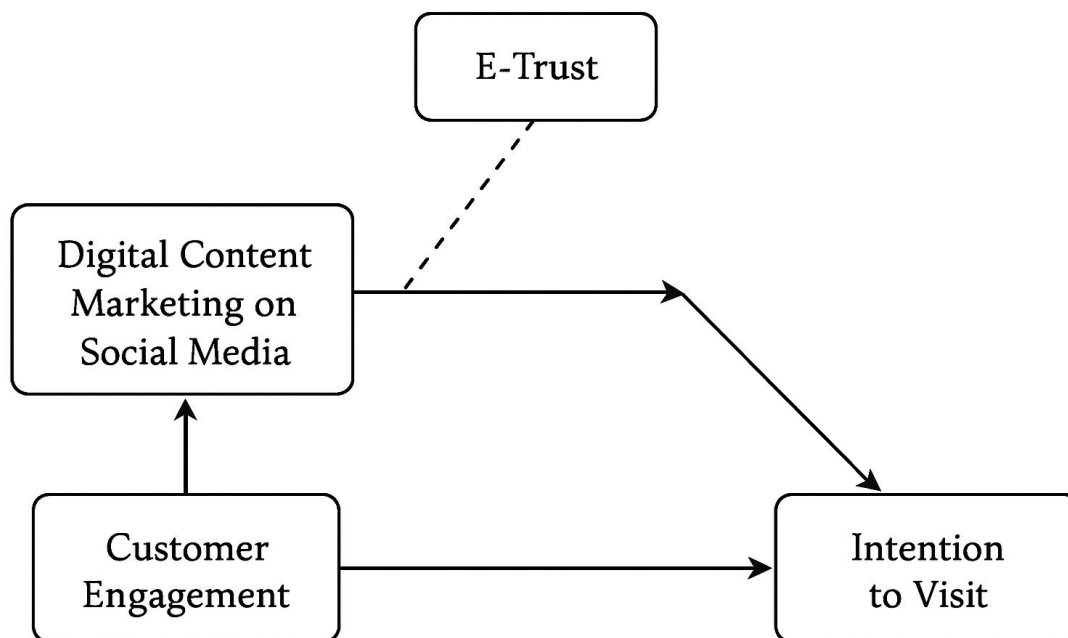 E-Trust
Digital Content
Marketing on
Social Media
Customer
Engagement
Intention
to Visit